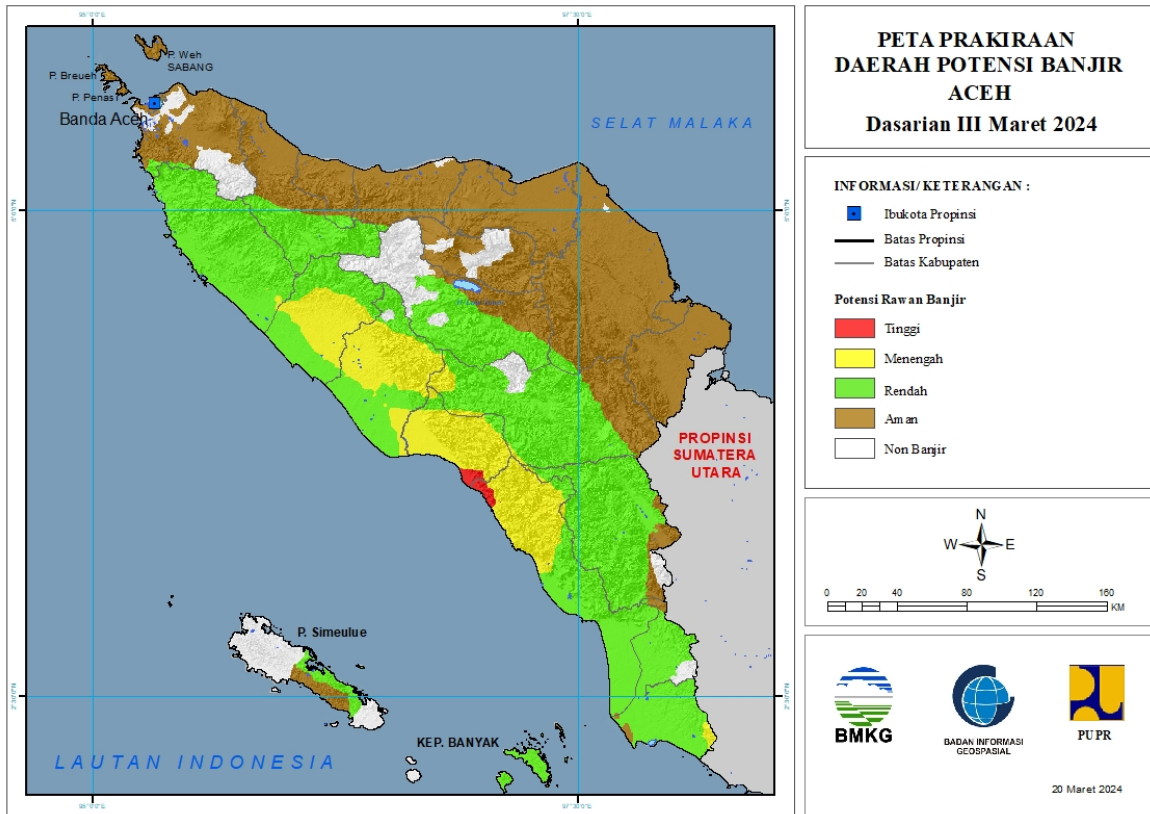 PETA PRAKIRAAN
DAERAH POTENSI BANJIR
ACEH
Dasarian III Maret 2024
INFORMASI/ KETERANGAN :
Ibukota Propinsi
Batas Propinsi
Batas Kabupaten
Potensi Rawan Banjir
Tinggi
Menengah
Rendah
Aman
Non Banjir
N
W E
S
0 20 40 80 120 160
KM
BMKG
BADAN INFORMASI
GEOSPASIAL
PUPR
20 Maret 2024
P. Weh
SABANG
P. Breueh
P. Penasi
Banda Aceh
SELAT MALAKA
PROPINSI
SUMATERA
UTARA
P. Simeulue
KEP. BANYAK
LAUTAN INDONESIA